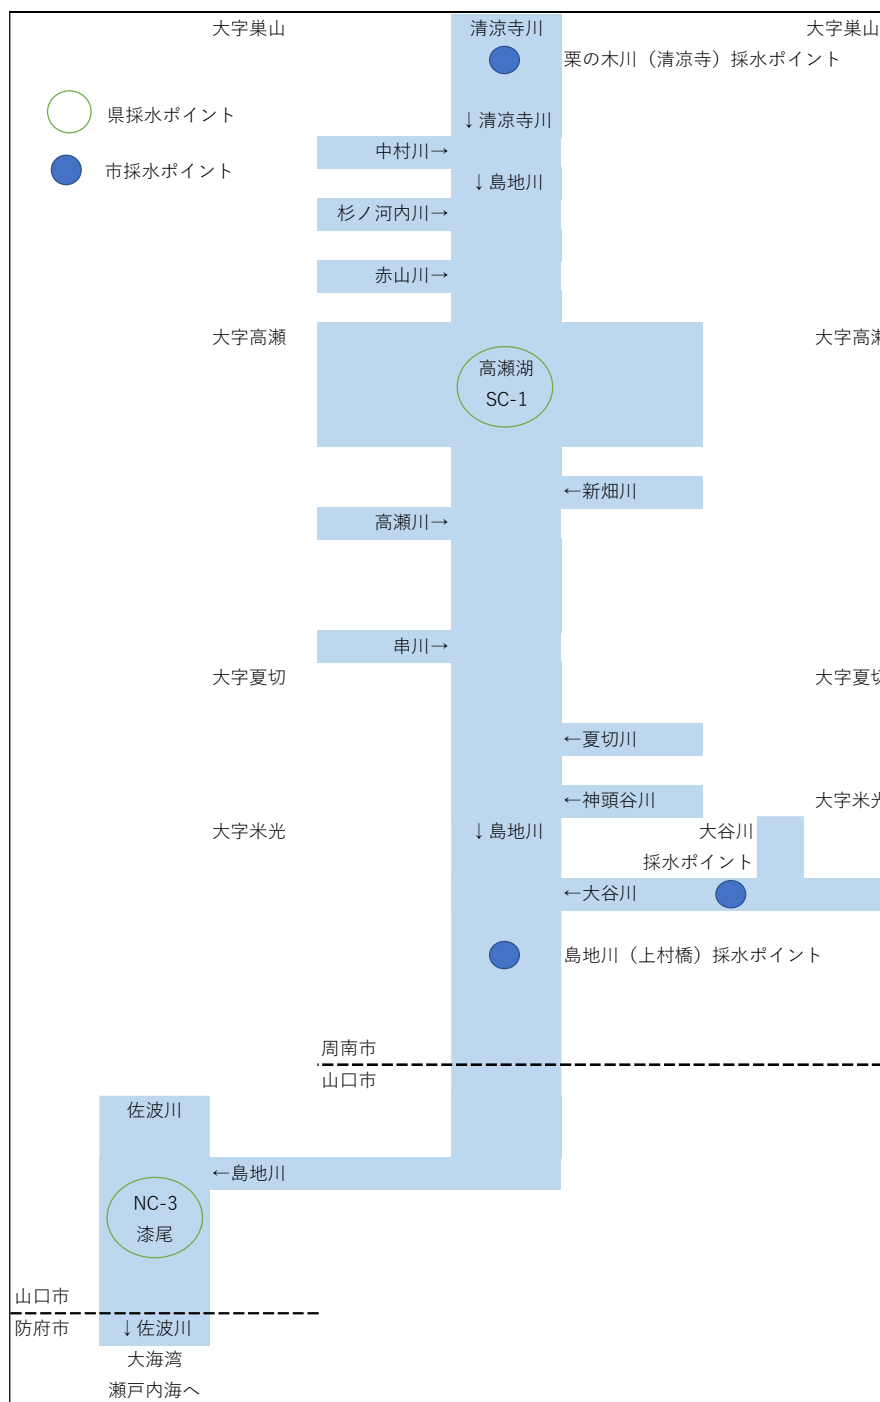 大字巣山
清涼寺川
大字巣山
栗の木川（清涼寺）採水ポイント
県採水ポイント
↓清涼寺川
中村川→
市採水ポイント
↓島地川
杉ノ河内川→
赤山川→
大字高瀬
大字高瀬
高瀬湖
SC-1
←新畑川
高瀬川→
串川→
大字夏切
大字夏切
←夏切川
←神頭谷川
大字米光
大字米光
↓島地川
大谷川
採水ポイント
←大谷川
島地川（上村橋）採水ポイント
周南市
山口市
佐波川
←島地川
NC-3
漆尾
山口市
防府市
↓佐波川
大海湾
瀬戸内海へ